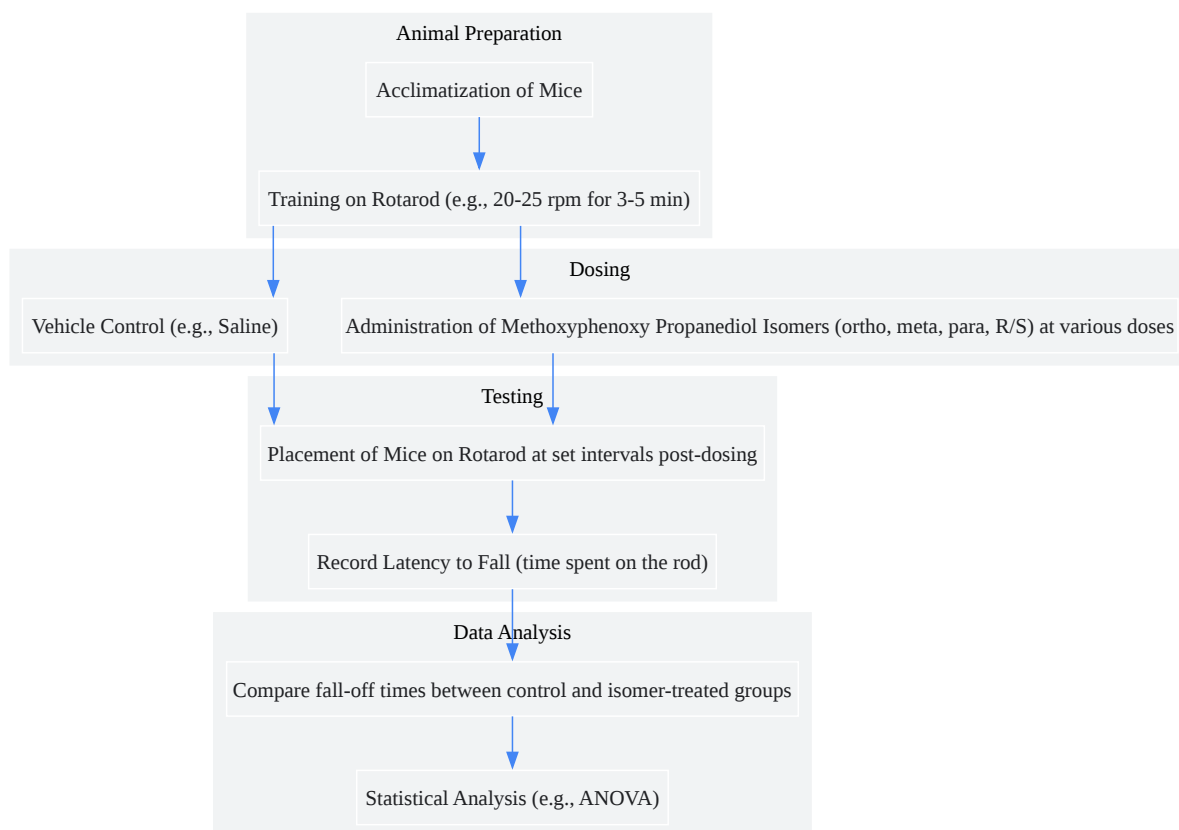 Animal Preparation
Acclimatization of Mice
Training on Rotarod (e.g., 20-25 rpm for 3-5 min)
Dosing
Vehicle Control (e.g., Saline)
Administration of Methoxyphenoxy Propanediol Isomers (ortho, meta, para, R/S) at various doses
Testing
Placement of Mice on Rotarod at set intervals post-dosing
Record Latency to Fall (time spent on the rod)
Data Analysis
Compare fall-off times between control and isomer-treated groups
Statistical Analysis (e.g., ANOVA)